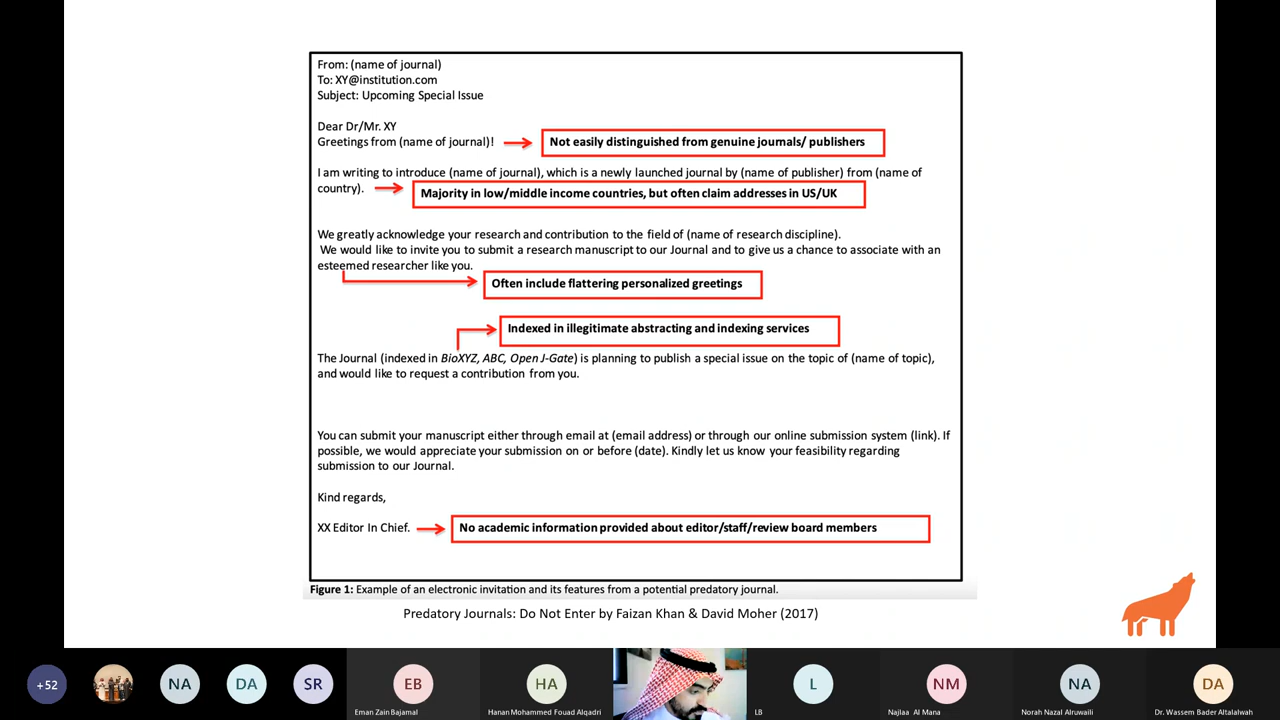 From: (name of journal)
To: XY@institution.com
Subject: Upcoming Special Issue
Dear Dr/Mr. XY
Greetings from (name of journal)!
Not easily distinguished from genuine journals/ publishers
I am writing to introduce (name of journal), which is a newly launched journal by (name of publisher) from (name of
country).
Majority in low/middle income countries, but often claim addresses in US/UK
We greatly acknowledge your research and contribution to the field of (name of research discipline).
We would like to invite you to submit a research manuscript to our Journal and to give us a chance to associate with an
esteemed researcher like you.
Often include flattering personalized greetings
Indexed in illegitimate abstracting and indexing services
The Journal (indexed in BioXYZ, ABC, Open J-Gate) is planning to publish a special issue on the topic of (name of topic),
and would like to request a contribution from you.
You can submit your manuscript either through email at (email address) or through our online submission system (link). If
possible, we would appreciate your submission on or before (date). Kindly let us know your feasibility regarding
submission to our Journal.
Kind regards,
XX Editor In Chief.
No academic information provided about editor/staff/review board members
Figure 1: Example of an electronic invitation and its features from a potential predatory journal.
Predatory Journals: Do Not Enter by Faizan Khan & David Moher (2017)
+52
NA
DA
SR
EB
HA
L
NM
NA
DA
Eman Zain Bajamal
Hanan Mohammed Fouad Alqadri
LB
Najlaa Al Mana
Norah Nazal Alruwaili
Dr. Wassem Bader Altalalwah